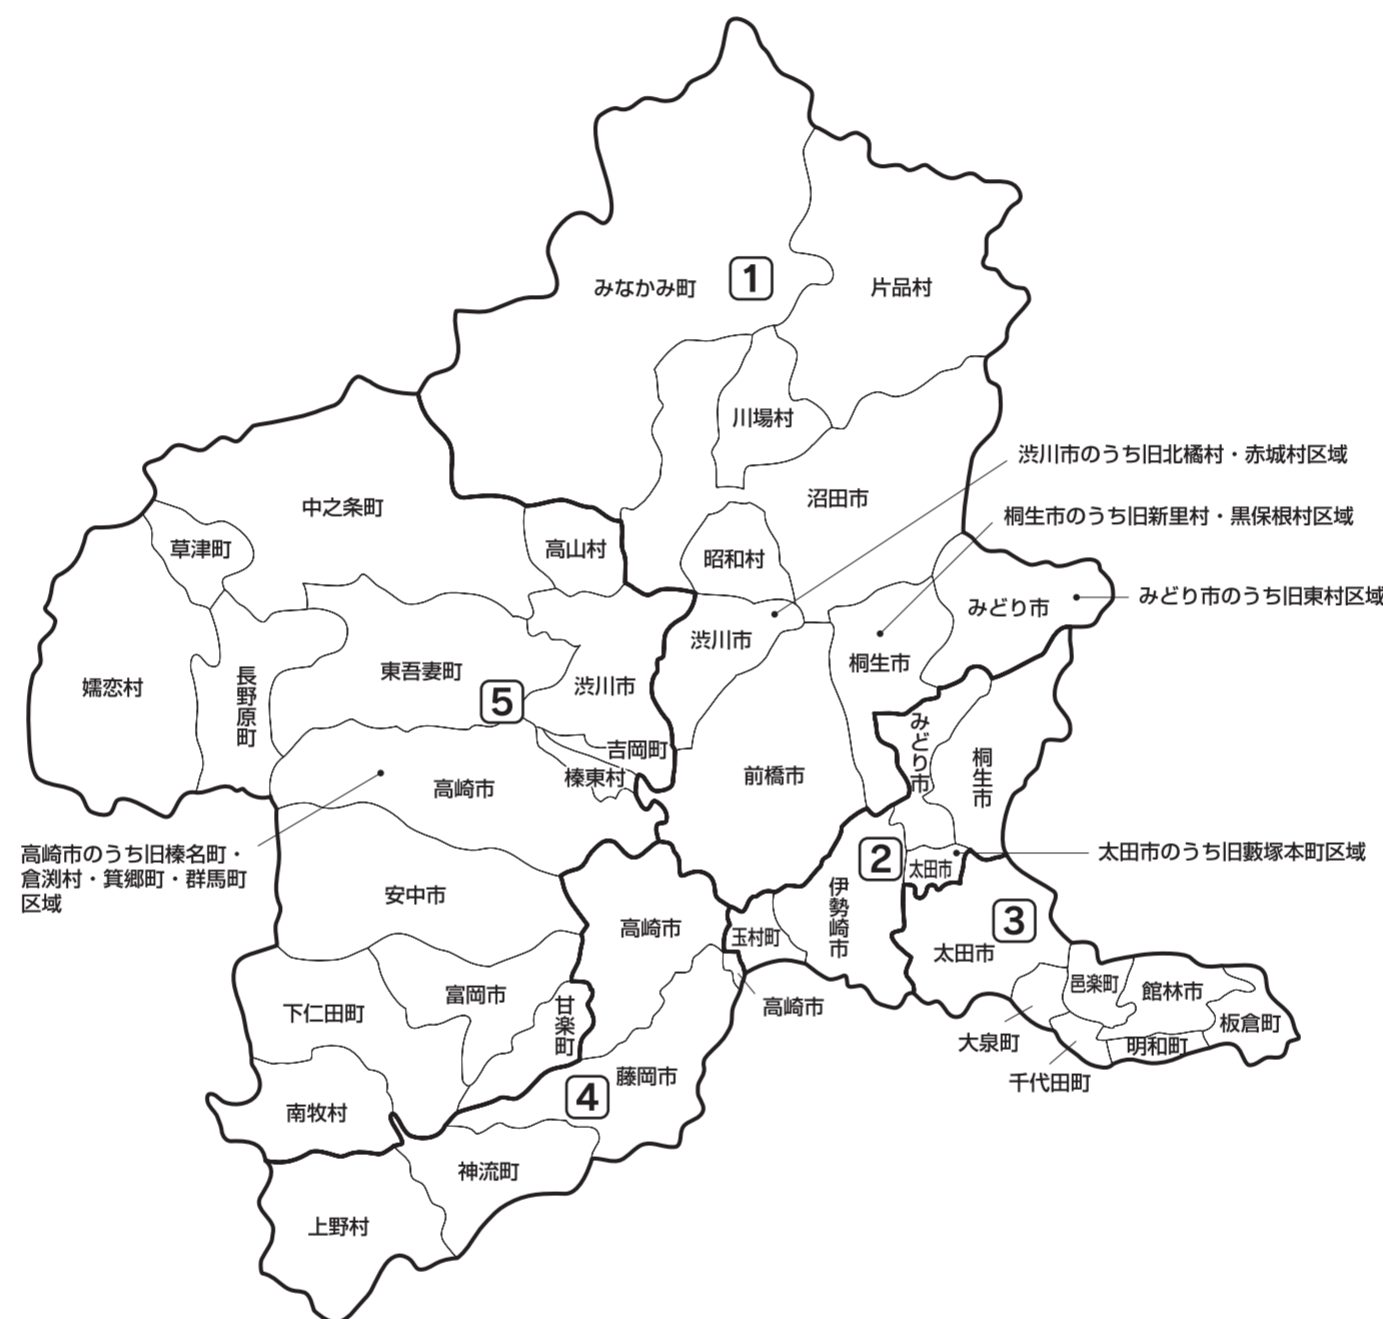 みなかみ町
1
片品村
川場村
渋川市のうち旧北橘村・赤城村区域
沼田市
中之条町
桐生市のうち旧新里村・黒保根村区域
草津町
高山村
昭和村
みどり市のうち旧東村区域
みどり市
渋川市
桐生市
東吾妻町
嬬恋村
長野原町
5
渋川市
みどり市
吉岡町
桐生市
榛東村
前橋市
高崎市
高崎市のうち旧榛名町・
倉渕村・箕郷町・群馬町
区域
太田市のうち旧藪塚本町区域
2
太田市
安中市
伊勢崎市
高崎市
玉村町
3
太田市
邑楽町
館林市
富岡市
甘楽町
高崎市
下仁田町
板倉町
大泉町
明和町
千代田町
藤岡市
4
南牧村
神流町
上野村